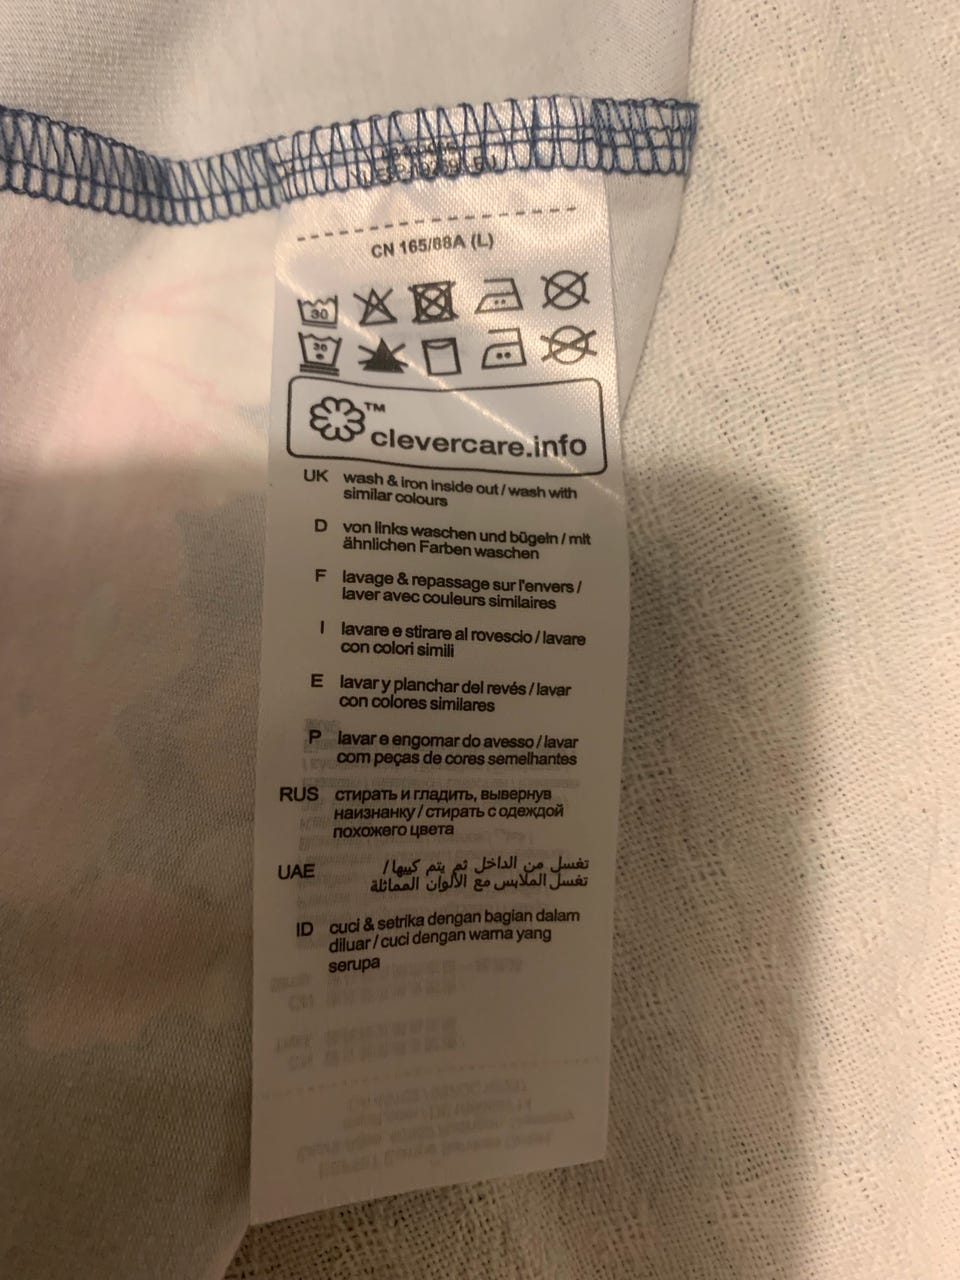 CN 165/88A (L)
30
30
TM
clevercare.info
UK wash & iron inside out / wash with
similar colours
D von links waschen und bügeln / mit
ähnlichen Farben waschen
F lavage & repassage sur l'envers /
laver avec couleurs similaires
I lavare e stirare al rovescio / lavare
con colori simili
E lavar y planchar del revés / lavar
con colores similares
P lavar e engomar do avesso / lavar
com peças de cores semelhantes
RUS стирать и гладить, вывернув
наизнанку / стирать с одеждой
похожего цвета
UAE تغسل من الداخل ثم يتم كيها /
تغسل الملابس مع الألوان المماثلة
ID cuci & setrika dengan bagian dalam
diluar / cuci dengan warna yang
serupa